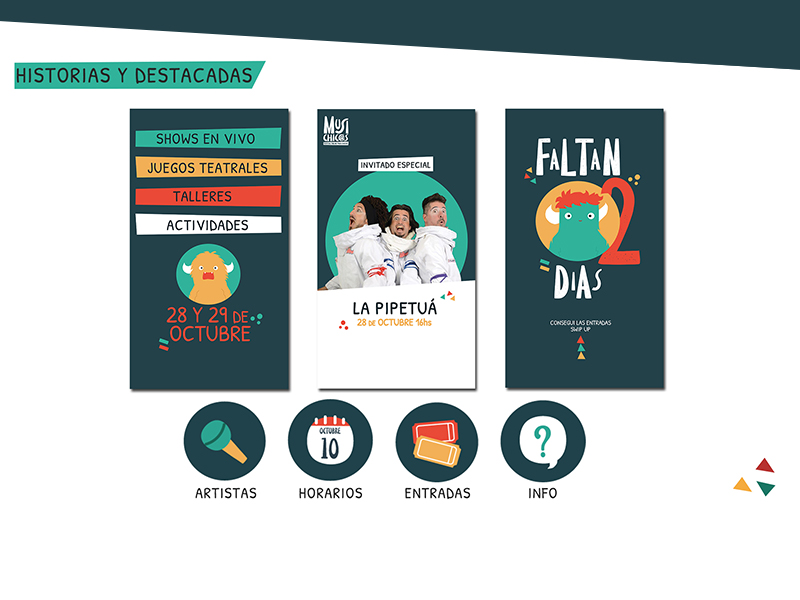 HISTORIAS Y DESTACADAS
SHOWS EN VIVO
JUEGOS TEATRALES
TALLERES
ACTIVIDADES
28 Y 29 DE
OCTUBRE
MUSI
CHICOS
INVITADO ESPECIAL
LA PIPETUÁ
28 DE OCTUBRE 16hs
FALTAN
2
DIAS
CONSEGUI LAS ENTRADAS
SWIP UP
OCTUBRE
10
?
ARTISTAS
HORARIOS
ENTRADAS
INFO